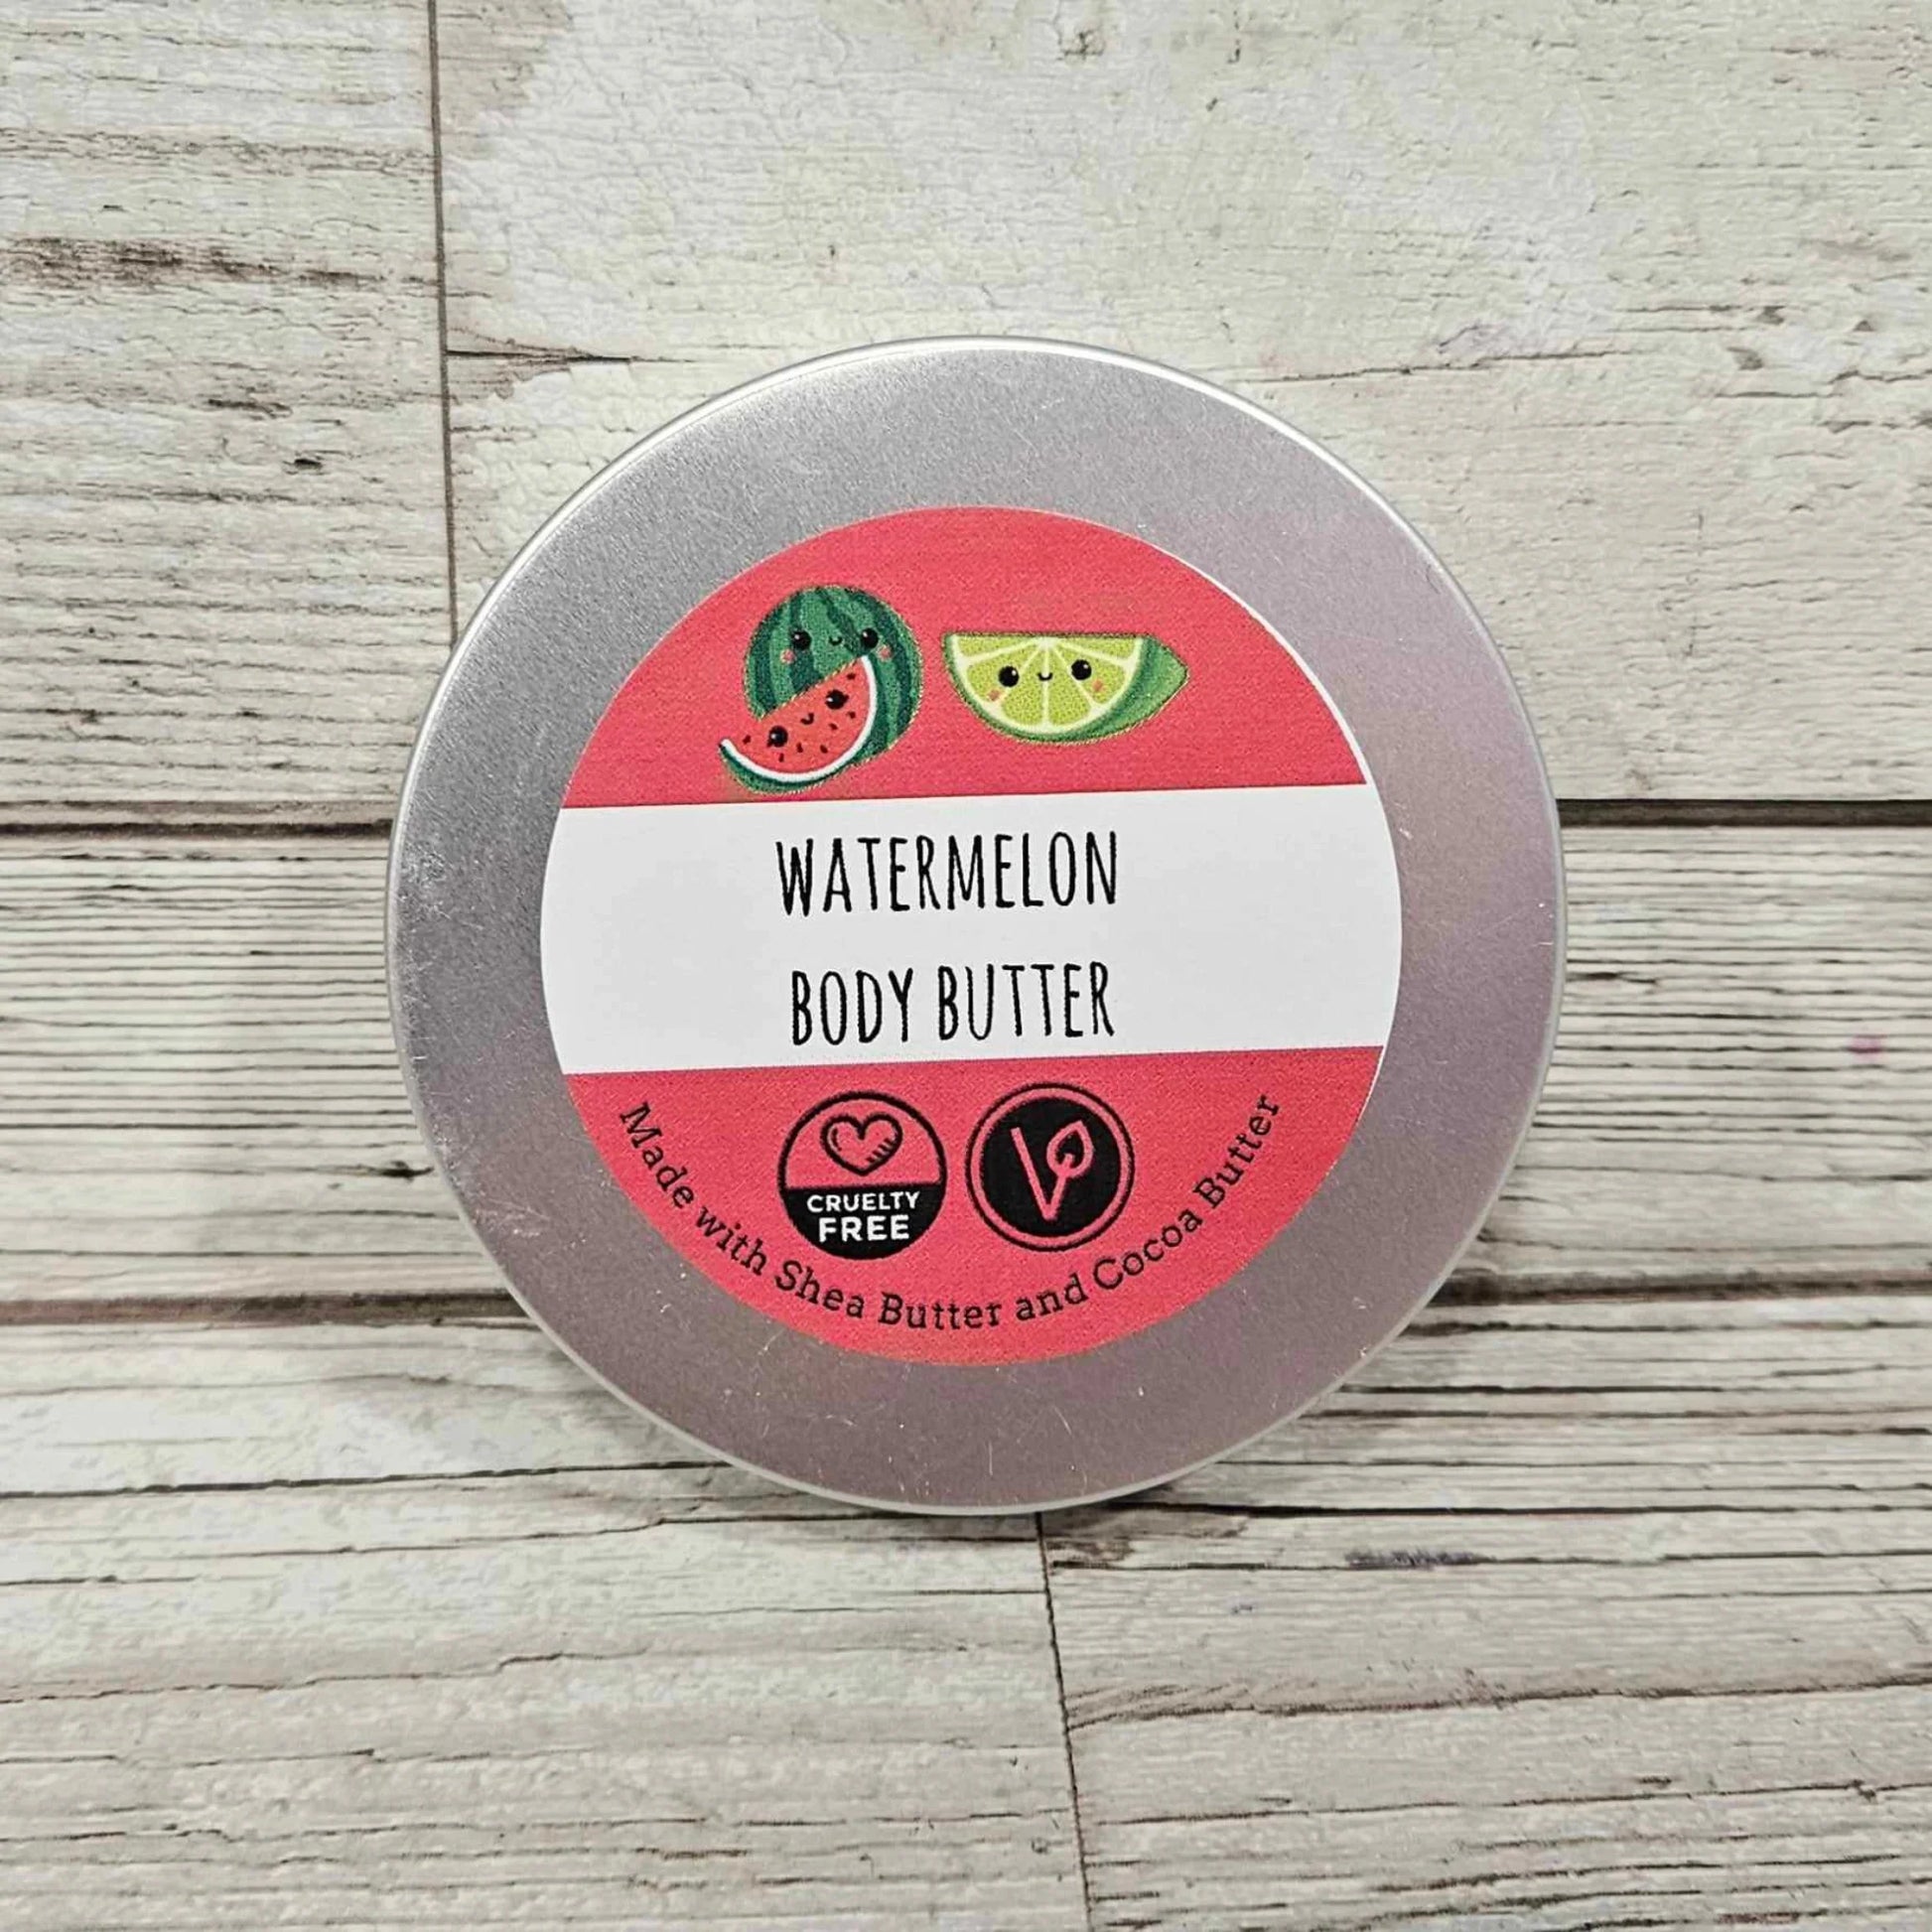 WATERMELON
BODY BUTTER
CRUELTY
FREE
V
Made with Shea Butter and Cocoa Butter